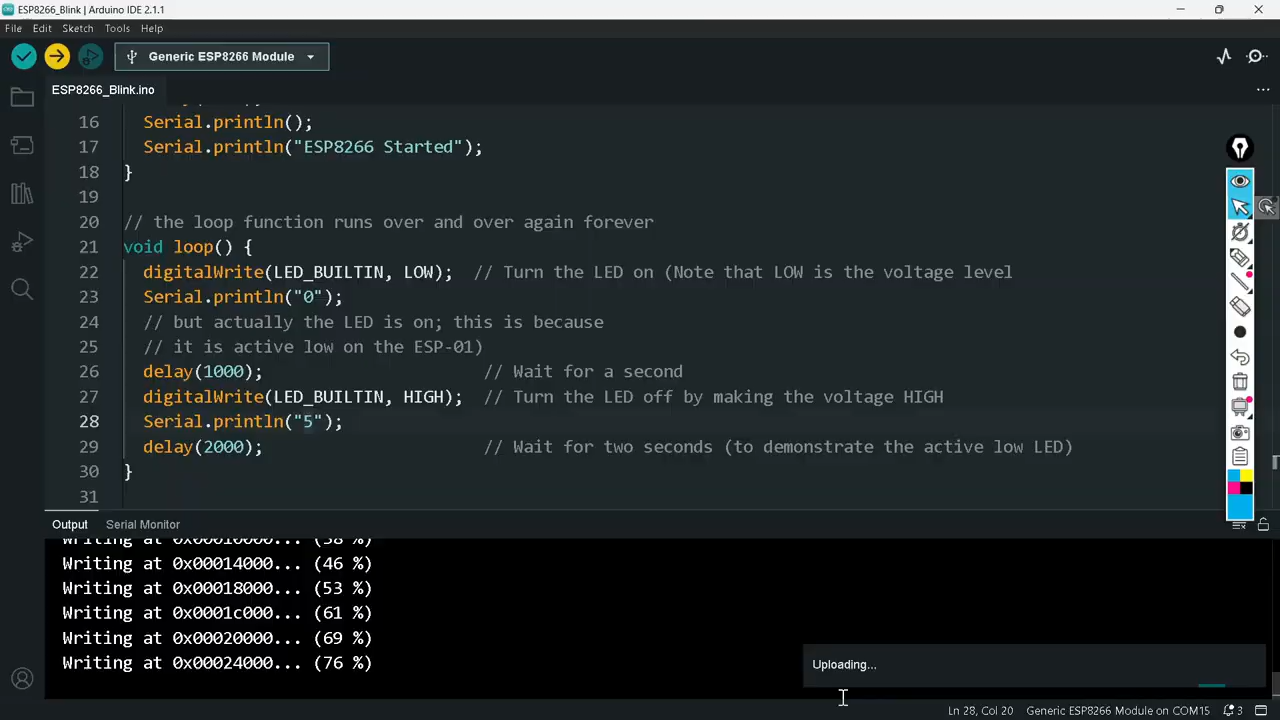 ESP8266_Blink | Arduino IDE 2.1.1
File Edit Sketch Tools Help
Generic ESP8266 Module
ESP8266_Blink.ino
16 Serial.println();
17 Serial.println("ESP8266 Started");
18 }
19
20 // the loop function runs over and over again forever
21 void loop() {
22 digitalWrite(LED_BUILTIN, LOW); // Turn the LED on (Note that LOW is the voltage level
23 Serial.println("0");
24 // but actually the LED is on; this is because
25 // it is active low on the ESP-01)
26 delay(1000); // Wait for a second
27 digitalWrite(LED_BUILTIN, HIGH); // Turn the LED off by making the voltage HIGH
28 Serial.println("5");
29 delay(2000); // Wait for two seconds (to demonstrate the active low LED)
30 }
31
Output Serial Monitor
Writing at 0x00010000... (38 %)
Writing at 0x00014000... (46 %)
Writing at 0x00018000... (53 %)
Writing at 0x0001c000... (61 %)
Writing at 0x00020000... (69 %)
Writing at 0x00024000... (76 %)
Uploading...
Ln 28, Col 20 Generic ESP8266 Module on COM15 3